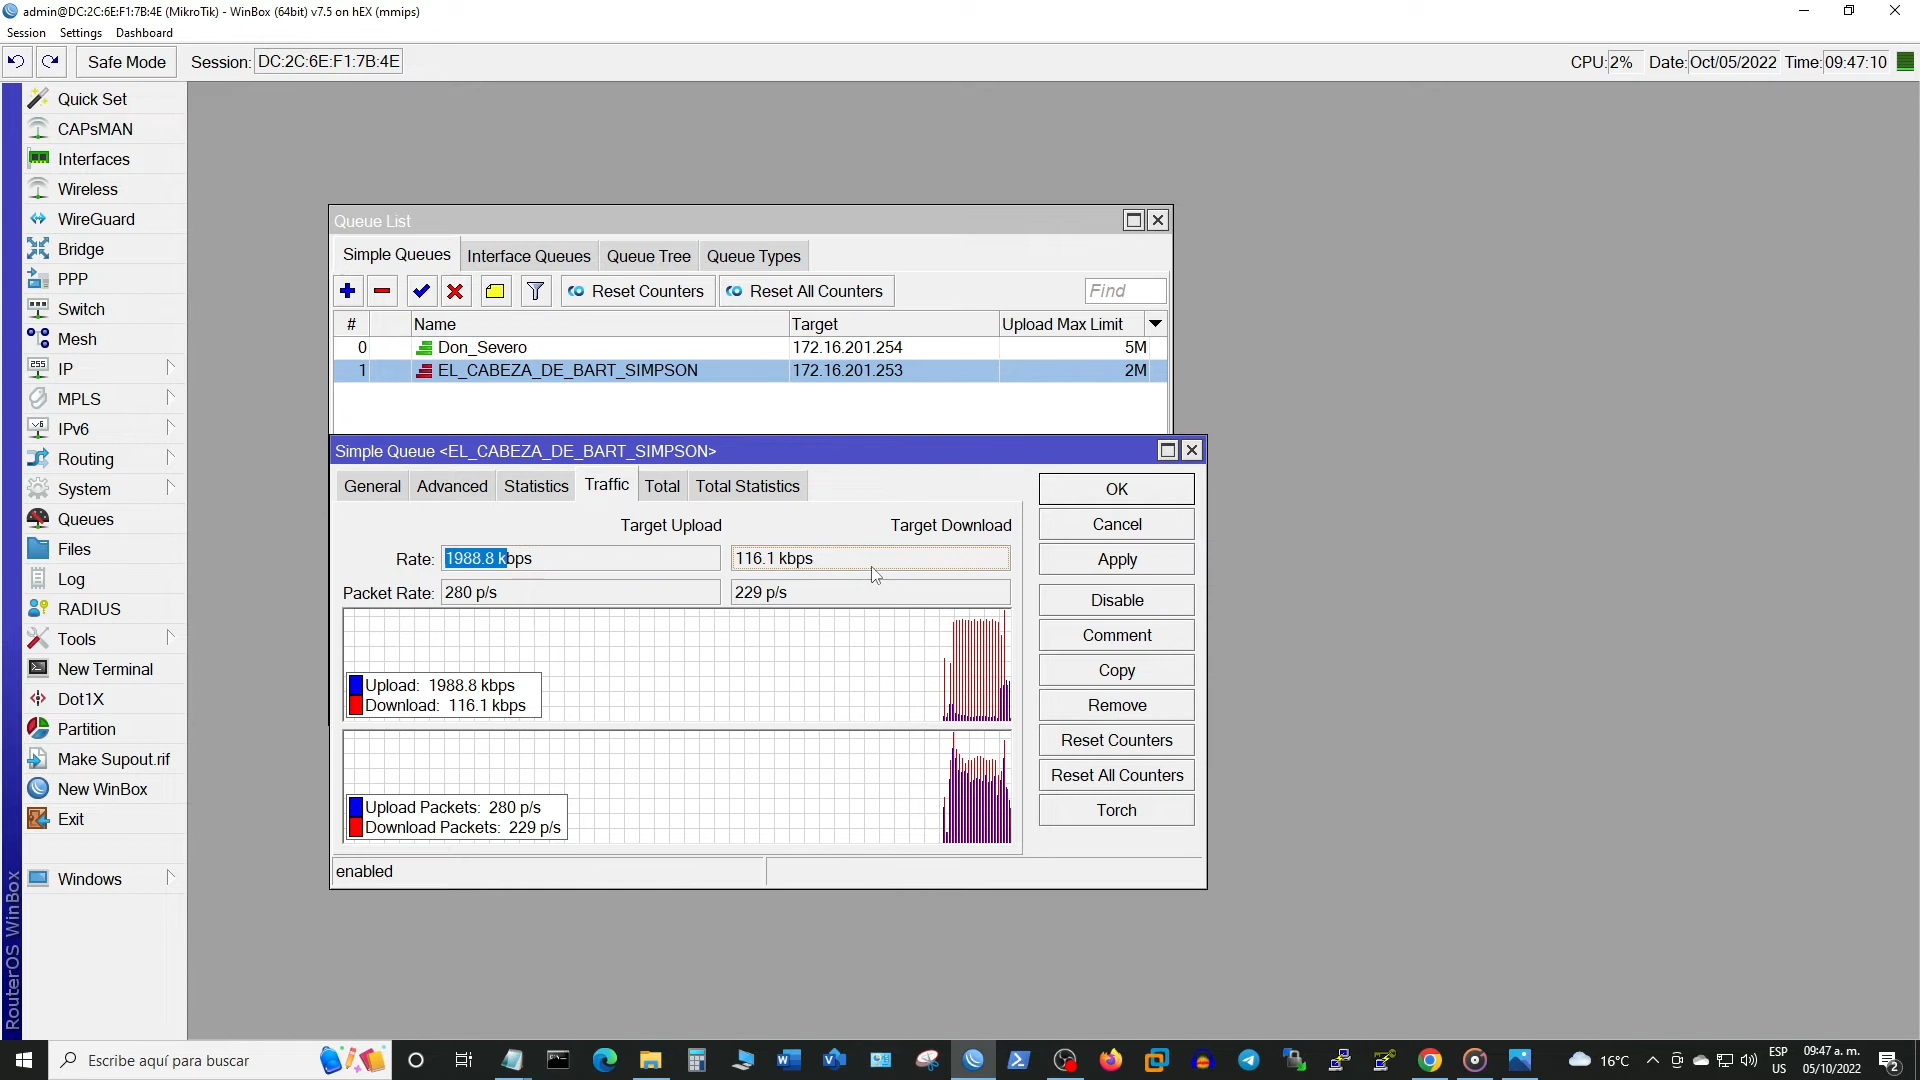 admin@DC:2C:6E:F1:7B:4E (MikroTik) - WinBox (64bit) v7.5 on hEX (mmips)
Session Settings Dashboard
Safe Mode Session: DC:2C:6E:F1:7B:4E CPU: 2% Date: Oct/05/2022 Time: 09:47:10
Quick Set
CAPsMAN
Interfaces
Wireless
WireGuard
Bridge
PPP
Switch
Mesh
IP
MPLS
IPv6
Routing
System
Queues
Files
Log
RADIUS
Tools
New Terminal
Dot1X
Partition
Make Supout.rif
New WinBox
Exit
Windows
RouterOS WinBox
Queue List
Simple Queues Interface Queues Queue Tree Queue Types
Reset Counters Reset All Counters Find
# Name Target Upload Max Limit
0 Don_Severo 172.16.201.254 5M
1 EL_CABEZA_DE_BART_SIMPSON 172.16.201.253 2M
Simple Queue <EL_CABEZA_DE_BART_SIMPSON>
General Advanced Statistics Traffic Total Total Statistics
Target Upload Target Download
Rate: 1988.8 kbps 116.1 kbps
Packet Rate: 280 p/s 229 p/s
Upload: 1988.8 kbps
Download: 116.1 kbps
Upload Packets: 280 p/s
Download Packets: 229 p/s
enabled
OK
Cancel
Apply
Disable
Comment
Copy
Remove
Reset Counters
Reset All Counters
Torch
Escribe aquí para buscar
16°C
ESP
US
09:47 a. m.
05/10/2022
2